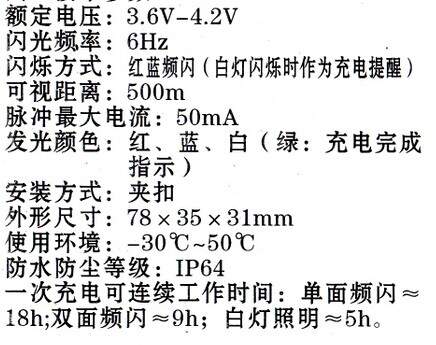 额定电压：3.6V-4.2V
闪光频率：6Hz
闪烁方式：红蓝频闪（白灯闪烁时作为充电提醒）
可视距离：500m
脉冲最大电流：50mA
发光颜色：红、蓝、白（绿：充电完成
指示）
安装方式：夹扣
外形尺寸：78×35×31mm
使用环境：-30℃~50℃
防水防尘等级：IP64
一次充电可连续工作时间：单面频闪≈
18h;双面频闪≈9h；白灯照明≈5h。